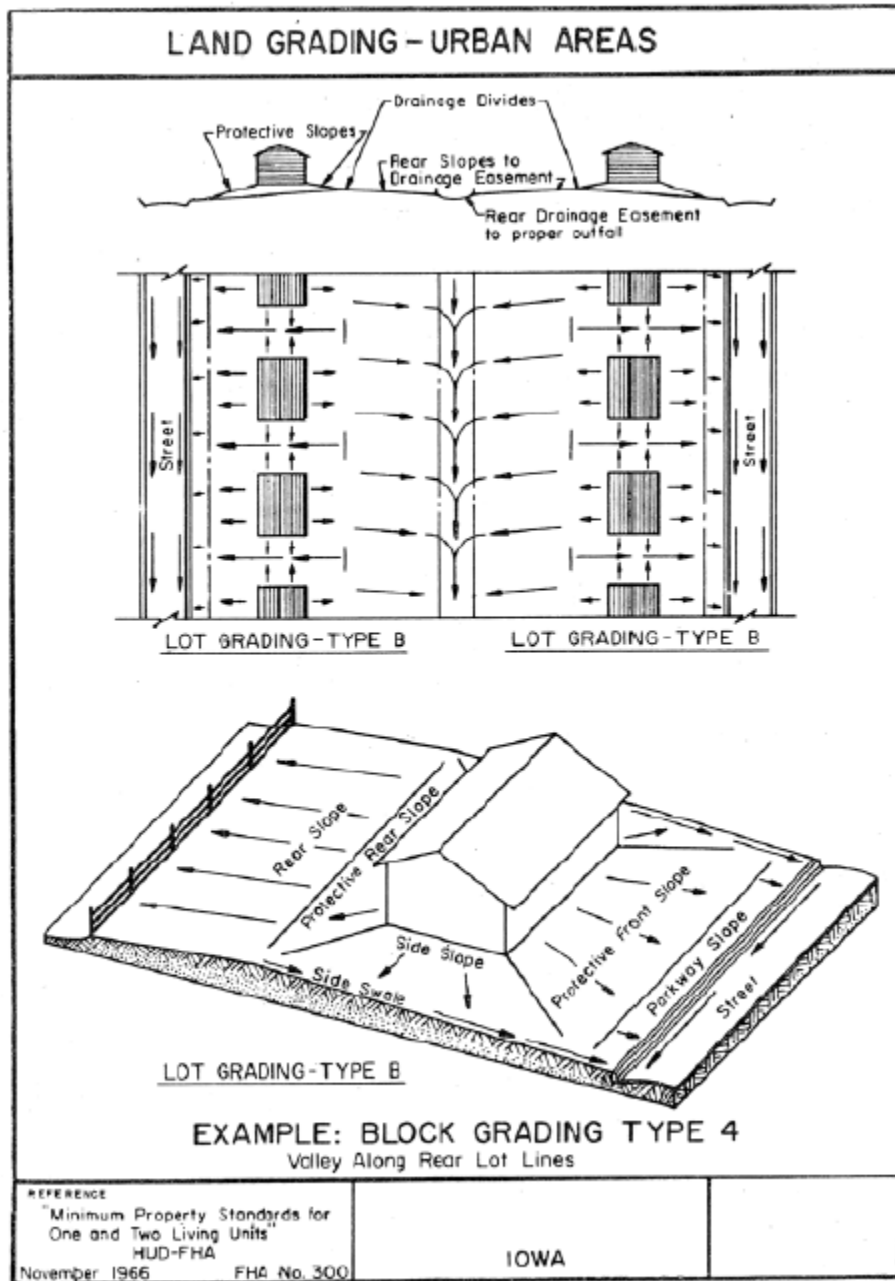 LAND GRADING - URBAN AREAS
Drainage Divides
Protective Slopes
Rear Slopes to
Drainage Easement
Rear Drainage Easement
to proper outfall
Street
Street
LOT GRADING-TYPE B
LOT GRADING-TYPE B
Rear Slope
Protective Rear Slope
Side Slope
Side Swale
Protective Front Slope
Parkway Slope
Street
LOT GRADING-TYPE B
EXAMPLE: BLOCK GRADING TYPE 4
Valley Along Rear Lot Lines
REFERENCE
"Minimum Property Standards for
One and Two Living Units"
HUD-FHA
November 1966 FHA No. 300
IOWA